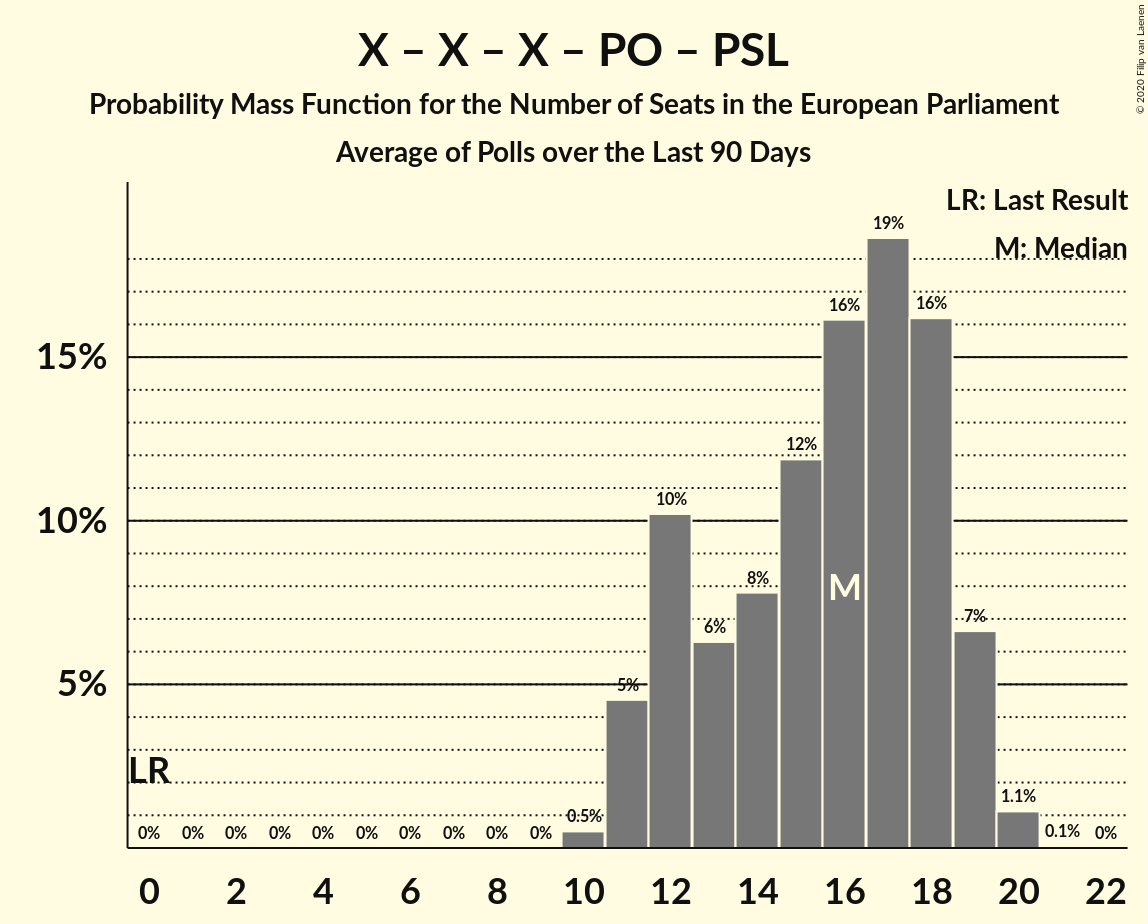 X – X – X – PO – PSL
Probability Mass Function for the Number of Seats in the European Parliament
Average of Polls over the Last 90 Days
© 2020 Filip van Laenen
LR: Last Result
M: Median
15%
10%
5%
LR
M
0% 0% 0% 0% 0% 0% 0% 0% 0% 0% 0.5% 5% 10% 6% 8% 12% 16% 19% 16% 7% 1.1% 0.1% 0%
0 2 4 6 8 10 12 14 16 18 20 22